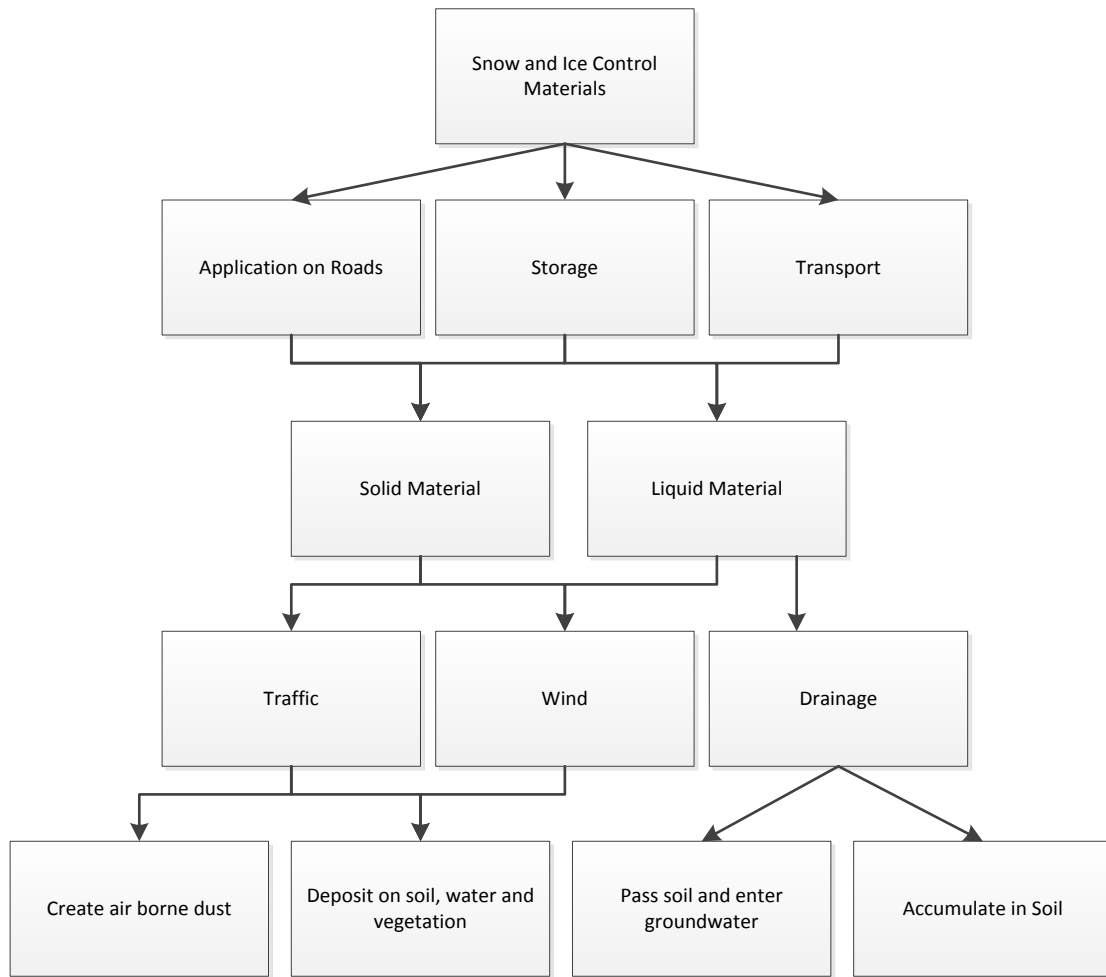 Snow and Ice Control
Materials
Application on Roads
Storage
Transport
Solid Material
Liquid Material
Traffic
Wind
Drainage
Create air borne dust
Deposit on soil, water and
vegetation
Pass soil and enter
groundwater
Accumulate in Soil